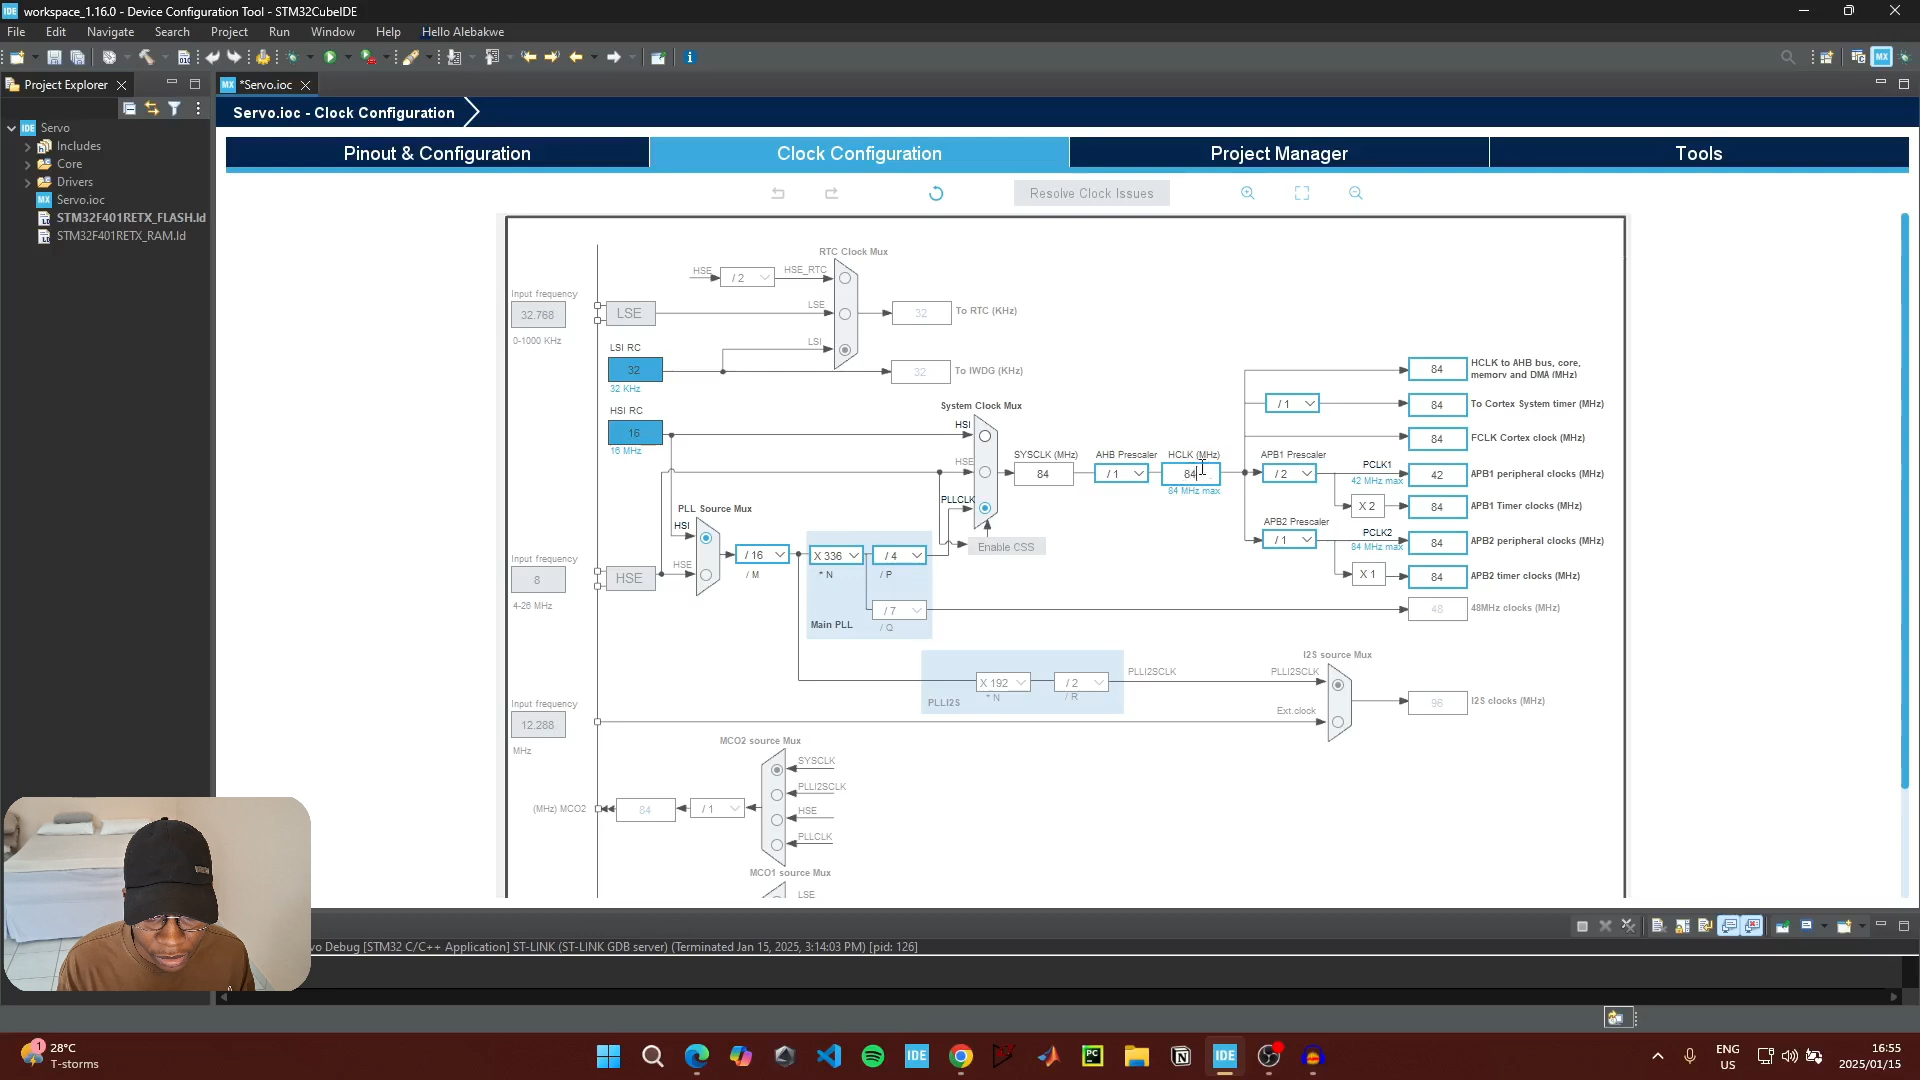 workspace_1.16.0 - Device Configuration Tool - STM32CubeIDE
File Edit Navigate Search Project Run Window Help Hello Alebakwe
Project Explorer
*Servo.ioc
Servo
Includes
Core
Drivers
Servo.ioc
STM32F401RETX_FLASH.ld
STM32F401RETX_RAM.ld
Servo.ioc - Clock Configuration
Pinout & Configuration
Clock Configuration
Project Manager
Tools
Resolve Clock Issues
RTC Clock Mux
HSE
/ 2
HSE_RTC
Input frequency
32.768
0-1000 KHz
LSE
LSE
32
To RTC (KHz)
LSI RC
LSI
32
32 KHz
32
To IWDG (KHz)
HSI RC
16
16 MHz
System Clock Mux
HSI
HSE
PLLCLK
SYSCLK (MHz)
84
AHB Prescaler
/ 1
HCLK (MHz)
84
84 MHz max
Enable CSS
84
HCLK to AHB bus, core,
memory and DMA (MHz)
/ 1
84
To Cortex System timer (MHz)
84
FCLK Cortex clock (MHz)
APB1 Prescaler
/ 2
PCLK1
42 MHz max
42
APB1 peripheral clocks (MHz)
X 2
84
APB1 Timer clocks (MHz)
APB2 Prescaler
/ 1
PCLK2
84 MHz max
84
APB2 peripheral clocks (MHz)
X 1
84
APB2 timer clocks (MHz)
48
48MHz clocks (MHz)
PLL Source Mux
HSI
HSE
Input frequency
8
4-26 MHz
HSE
/ 16
/ M
X 336
* N
/ 4
/ P
/ 7
/ Q
Main PLL
X 192
* N
/ 2
/ R
PLLI2S
PLLI2SCLK
I2S source Mux
PLLI2SCLK
Ext.clock
96
I2S clocks (MHz)
Input frequency
12.288
MHz
MCO2 source Mux
SYSCLK
PLLI2SCLK
HSE
PLLCLK
(MHz) MCO2
84
/ 1
MCO1 source Mux
LSE
vo Debug [STM32 C/C++ Application] ST-LINK (ST-LINK GDB server) (Terminated Jan 15, 2025, 3:14:03 PM) [pid: 126]
1
28°C
T-storms
IDE
IDE
PC
ENG
US
16:55
2025/01/15